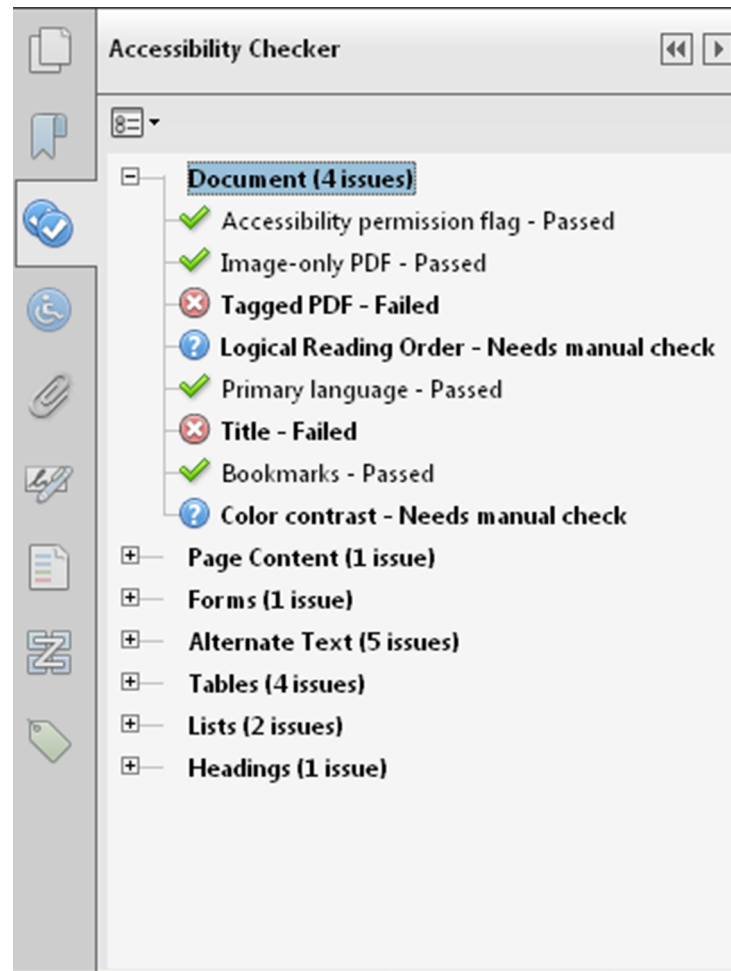 Accessibility Checker
Document (4 issues)
Accessibility permission flag - Passed
Image-only PDF - Passed
Tagged PDF - Failed
Logical Reading Order - Needs manual check
Primary language - Passed
Title - Failed
Bookmarks - Passed
Color contrast - Needs manual check
Page Content (1 issue)
Forms (1 issue)
Alternate Text (5 issues)
Tables (4 issues)
Lists (2 issues)
Headings (1 issue)